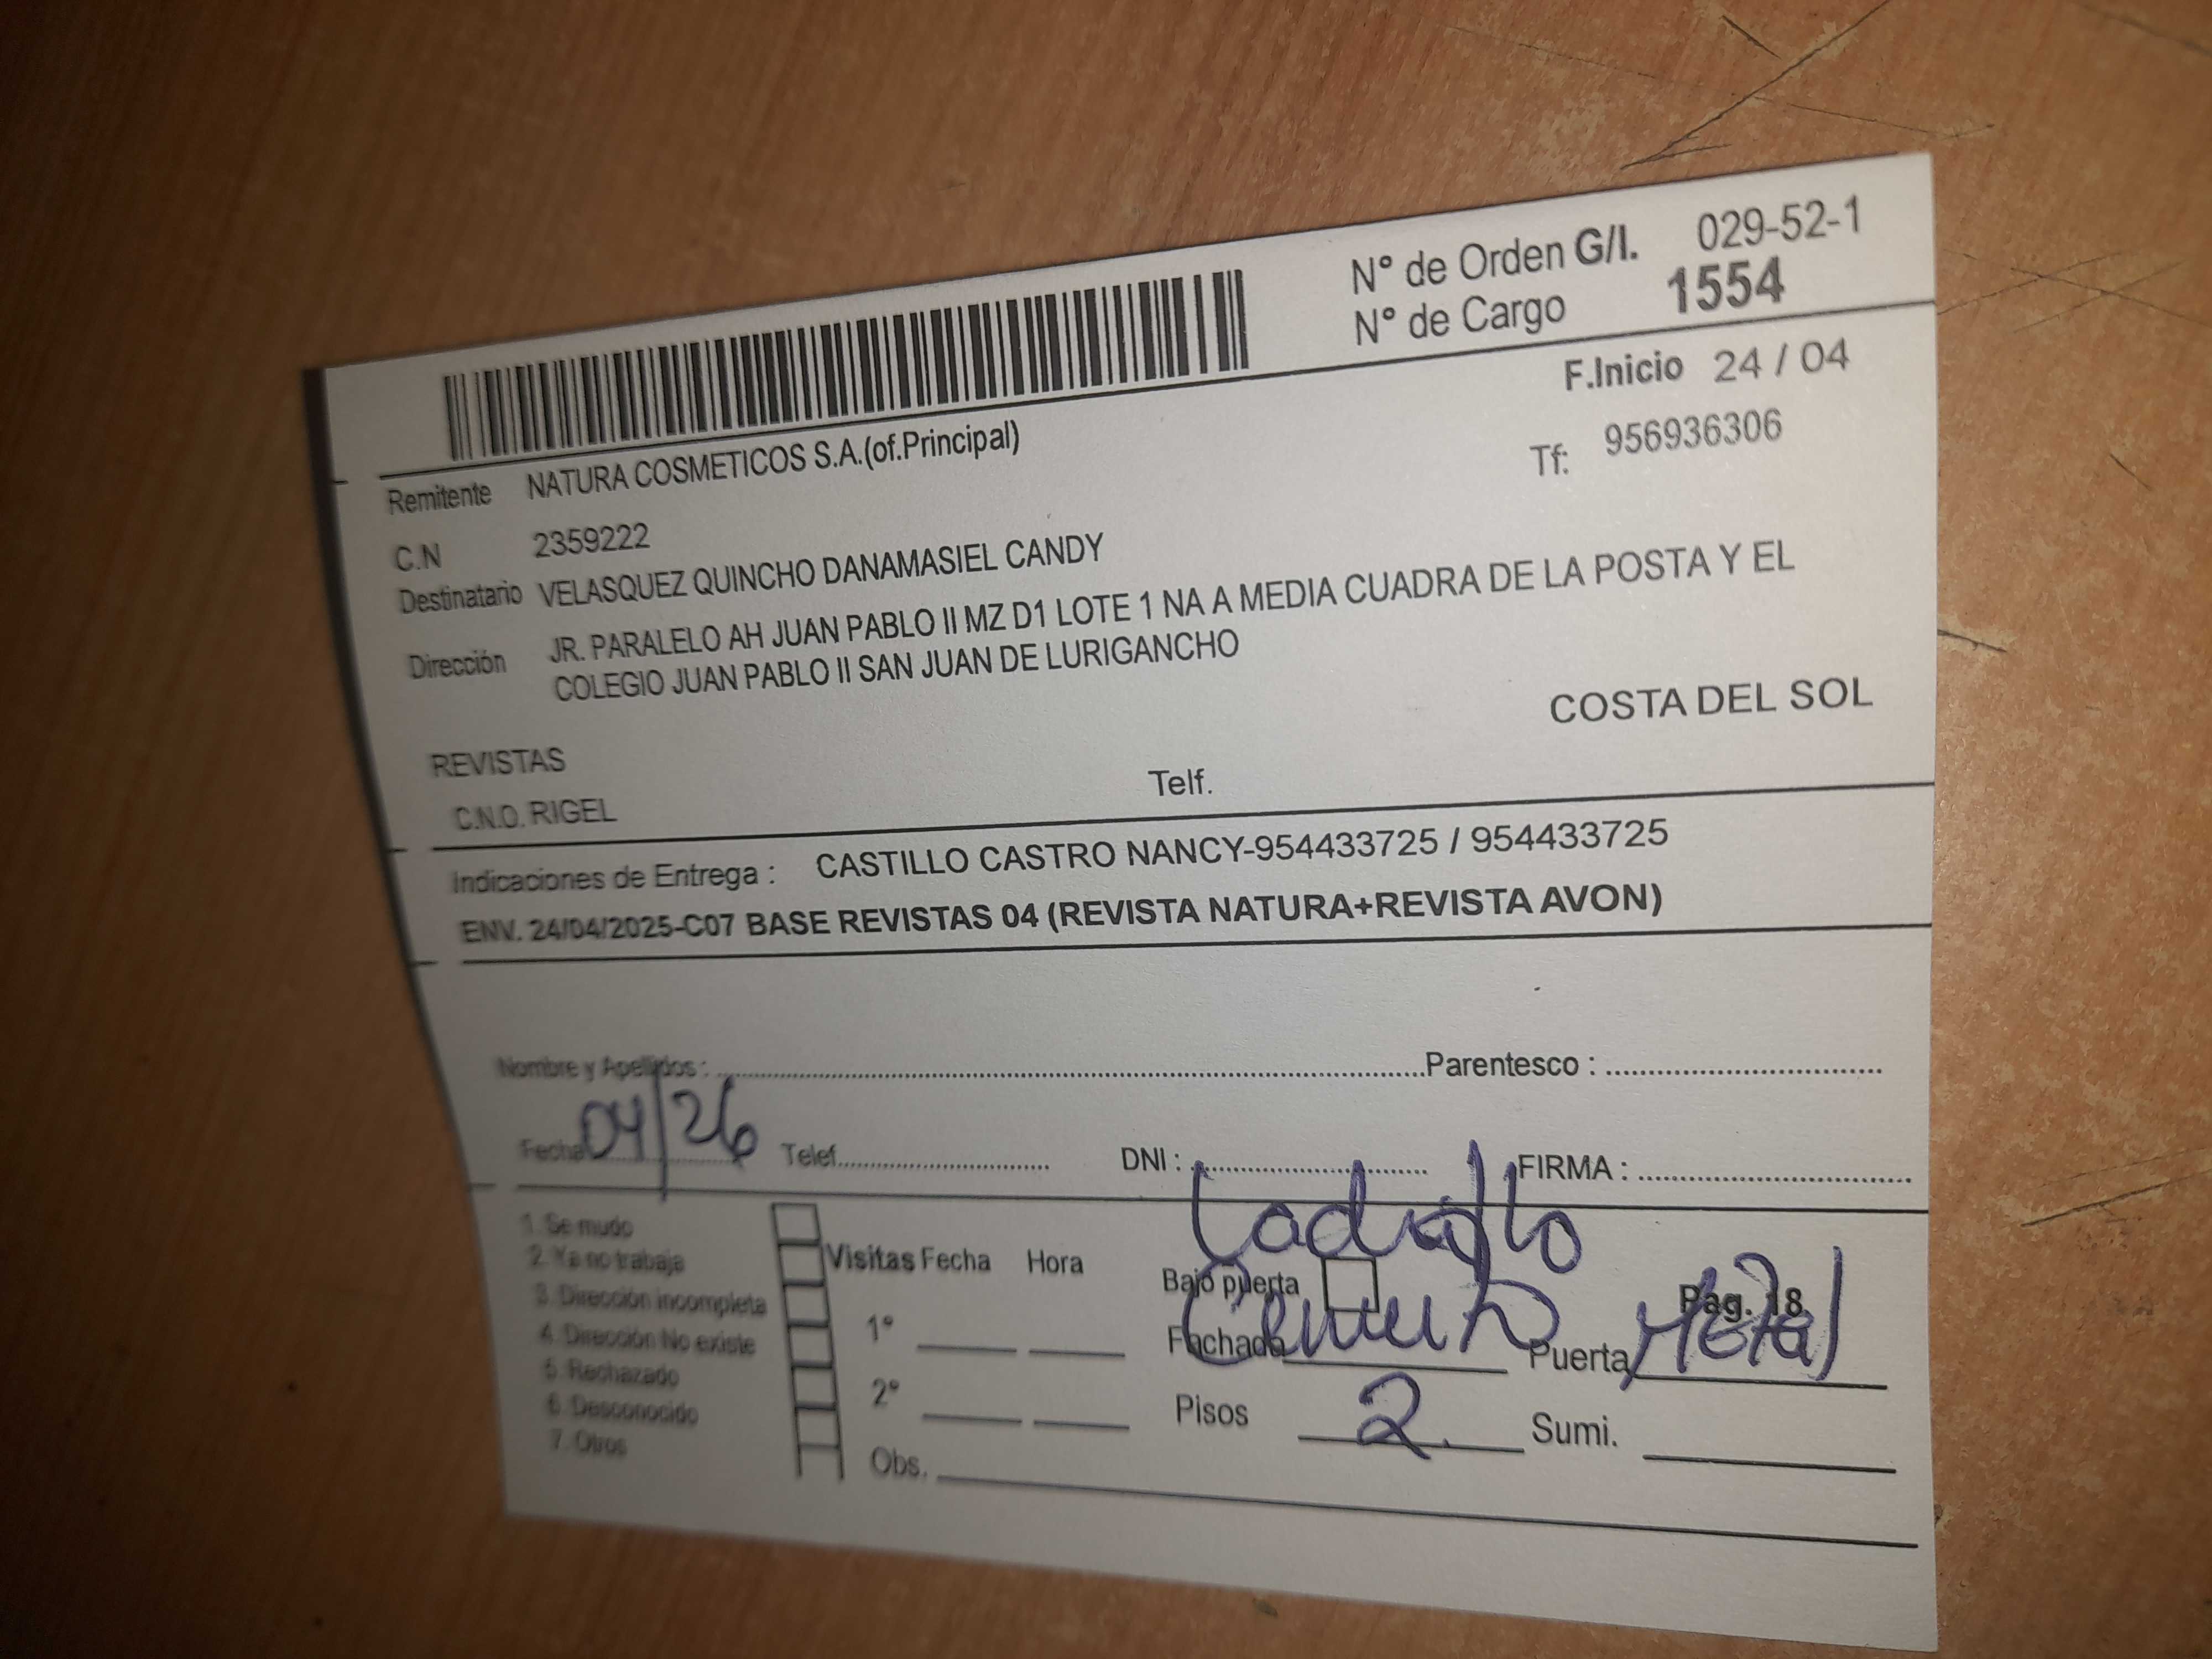 N° de Orden G/I. 029-52-1
N° de Cargo 1554
F.Inicio 24 / 04
Remitente NATURA COSMETICOS S.A.(of.Principal)
Tf: 956936306
C.N 2359222
Destinatario VELASQUEZ QUINCHO DANAMASIEL CANDY
Dirección JR. PARALELO AH JUAN PABLO II MZ D1 LOTE 1 NA A MEDIA CUADRA DE LA POSTA Y EL
COLEGIO JUAN PABLO II SAN JUAN DE LURIGANCHO
COSTA DEL SOL
REVISTAS
Telf.
C.N.O. RIGEL
Indicaciones de Entrega : CASTILLO CASTRO NANCY-954433725 / 954433725
ENV. 24/04/2025-C07 BASE REVISTAS 04 (REVISTA NATURA+REVISTA AVON)
Nombre y Apellidos : Parentesco :
Fecha 04/26 Telef. DNI : FIRMA :
Ladrillo
1. Se mudo
2. Ya no trabaja
3. Dirección incompleta
4. Dirección No existe
5. Rechazado
6. Desconocido
7. Otros
Visitas Fecha Hora
1°
2°
Obs.
Bajo puerta Pag. 18
Fachada Cemento Puerta Metal
Pisos 2 Sumi.